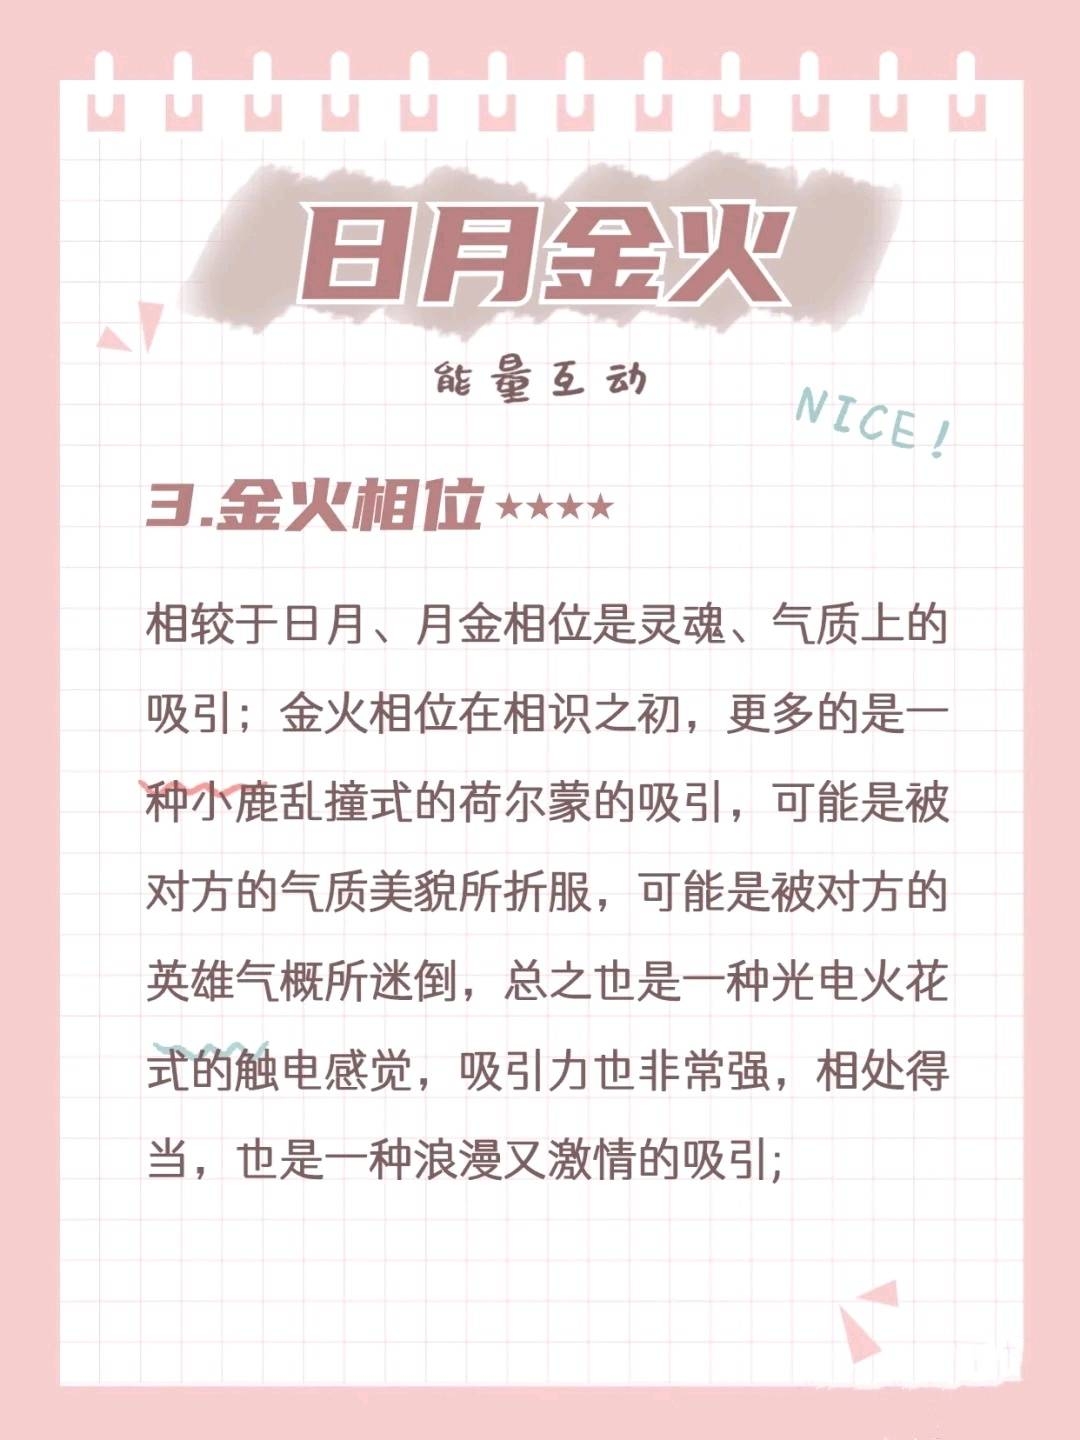 日月金火
能量互动
NICE!
3.金火相位★★★★
相较于日月、月金相位是灵魂、气质上的
吸引；金火相位在相识之初，更多的是一
种小鹿乱撞式的荷尔蒙的吸引，可能是被
对方的气质美貌所折服，可能是被对方的
英雄气概所迷倒，总之也是一种光电火花
式的触电感觉，吸引力也非常强，相处得
当，也是一种浪漫又激情的吸引;